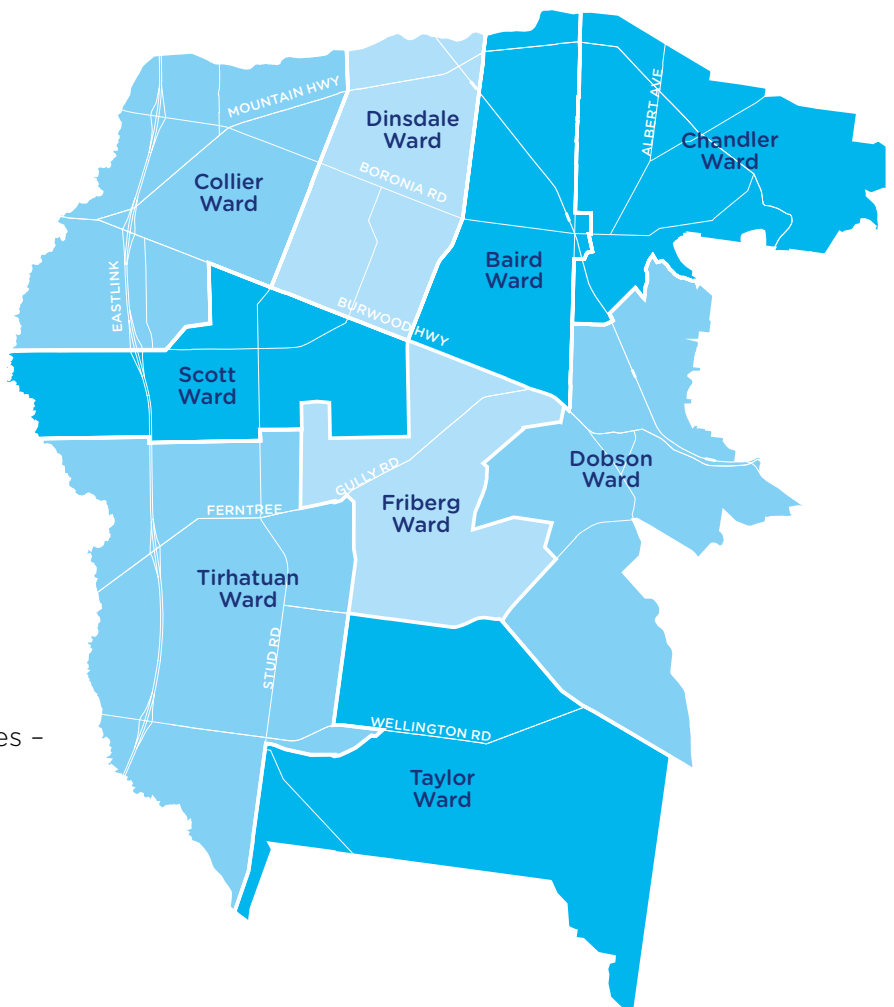 MOUNTAIN HWY
Dinsdale
Ward
ALBERT AVE
Chandler
Ward
Collier
Ward
BORONIA RD
Baird
Ward
EASTLINK
BURWOOD HWY
Scott
Ward
Dobson
Ward
GULLY RD
FERNTREE
Friberg
Ward
Tirhatuan
Ward
STUD RD
WELLINGTON RD
es –
Taylor
Ward